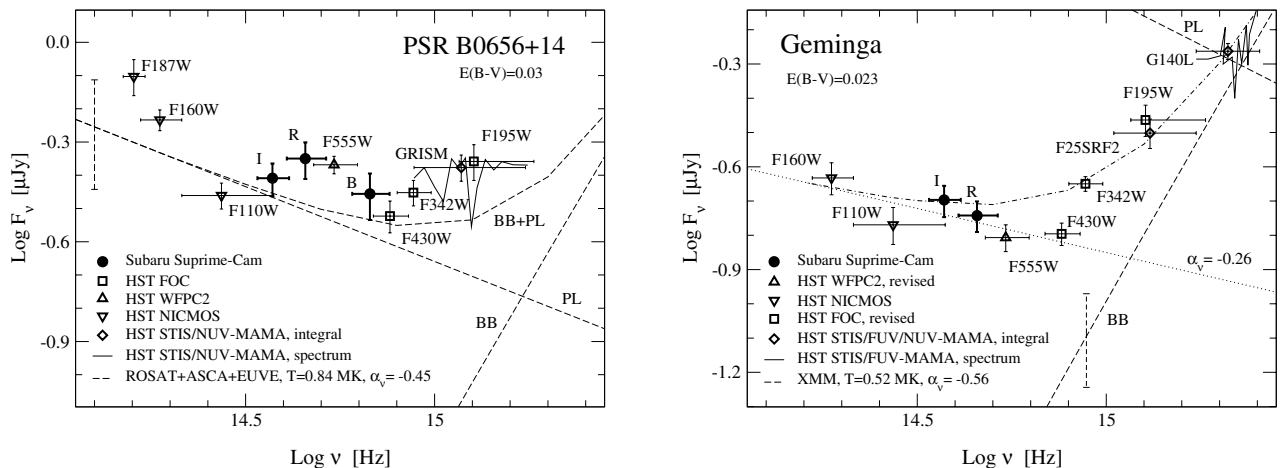 PSR B0656+14
E(B-V)=0.03
F187W
F160W
F110W
I
R
F555W
B
GRISM
F195W
F342W
F430W
BB+PL
PL
BB
Subaru Suprime-Cam
HST FOC
HST WFPC2
HST NICMOS
HST STIS/NUV-MAMA, integral
HST STIS/NUV-MAMA, spectrum
ROSAT+ASCA+EUVE, T=0.84 MK, αν= -0.45
0.0
-0.3
-0.6
-0.9
Log Fν [μJy]
14.5
15
Log ν [Hz]
Geminga
E(B-V)=0.023
PL
G140L
F195W
F25SRF2
F160W
F110W
I
R
F342W
F430W
F555W
αν= -0.26
BB
Subaru Suprime-Cam
HST WFPC2, revised
HST NICMOS
HST FOC, revised
HST STIS/FUV/NUV-MAMA, integral
HST STIS/FUV-MAMA, spectrum
XMM, T=0.52 MK, αν= -0.56
-0.3
-0.6
-0.9
-1.2
Log Fν [μJy]
14.5
15
Log ν [Hz]